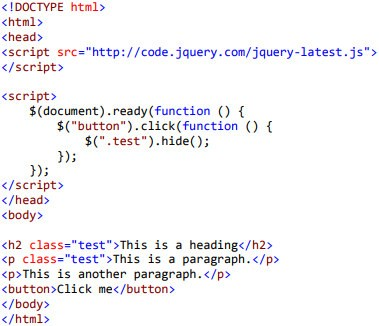 <!DOCTYPE html>
<html>
<head>
<script src="http://code.jquery.com/jquery-latest.js">
</script>

<script>
    $(document).ready(function () {
        $("button").click(function () {
            $(".test").hide();
        });
    });
</script>
</head>
<body>

<h2 class="test">This is a heading</h2>
<p class="test">This is a paragraph.</p>
<p>This is another paragraph.</p>
<button>Click me</button>
</body>
</html>